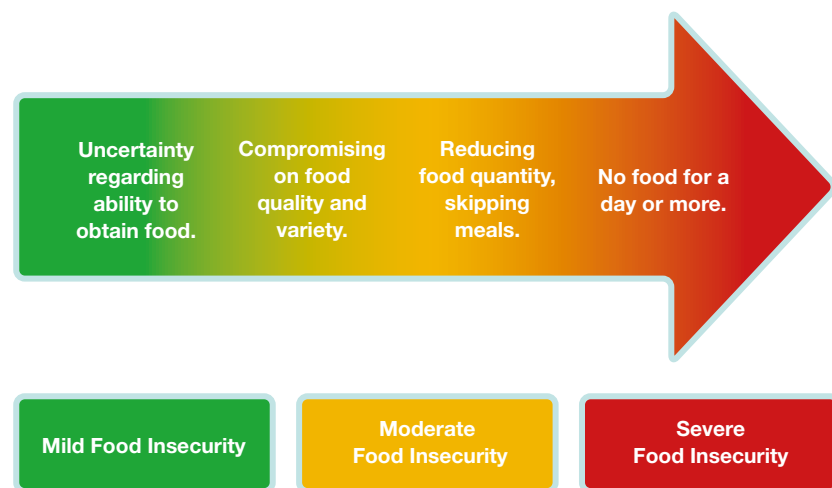 Uncertainty
regarding
ability to
obtain food.
Compromising
on food
quality and
variety.
Reducing
food quantity,
skipping
meals.
No food for a
day or more.
Mild Food Insecurity
Moderate
Food Insecurity
Severe
Food Insecurity